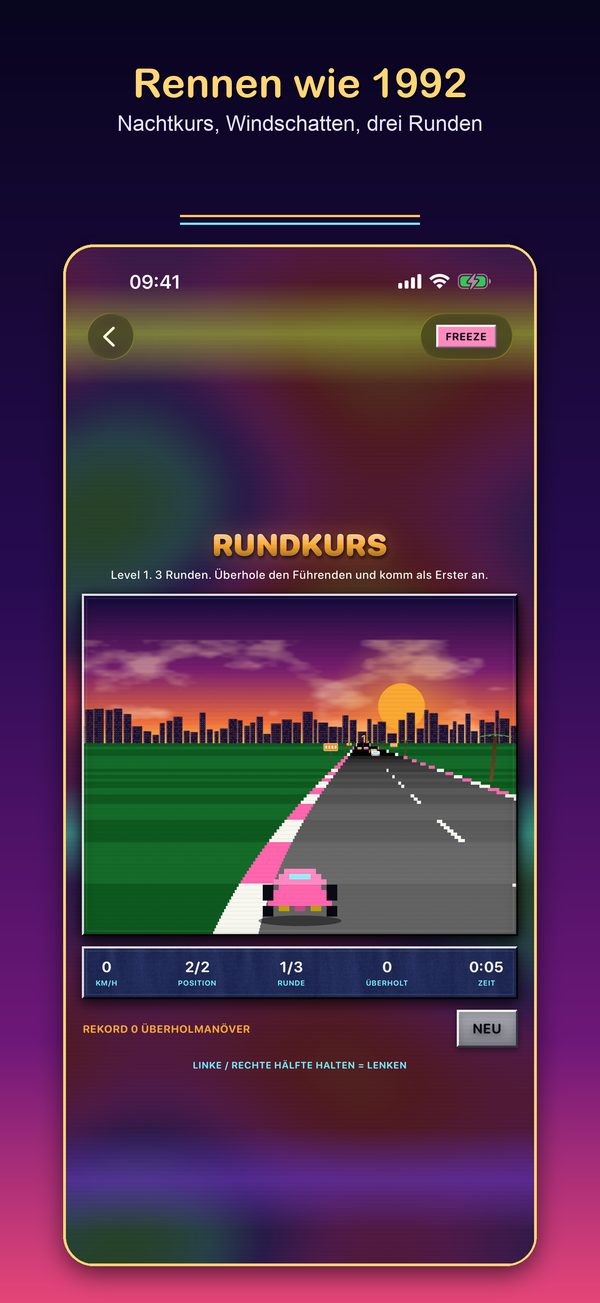 Rennen wie 1992
Nachtkurs, Windschatten, drei Runden
09:41
FREEZE
RUNDKURS
Level 1. 3 Runden. Überhole den Führenden und komm als Erster an.
0 2/2 1/3 0 0:05
KM/H POSITION RUNDE ÜBERHOLT ZEIT
REKORD 0 ÜBERHOLMANÖVER
NEU
LINKE / RECHTE HÄLFTE HALTEN = LENKEN